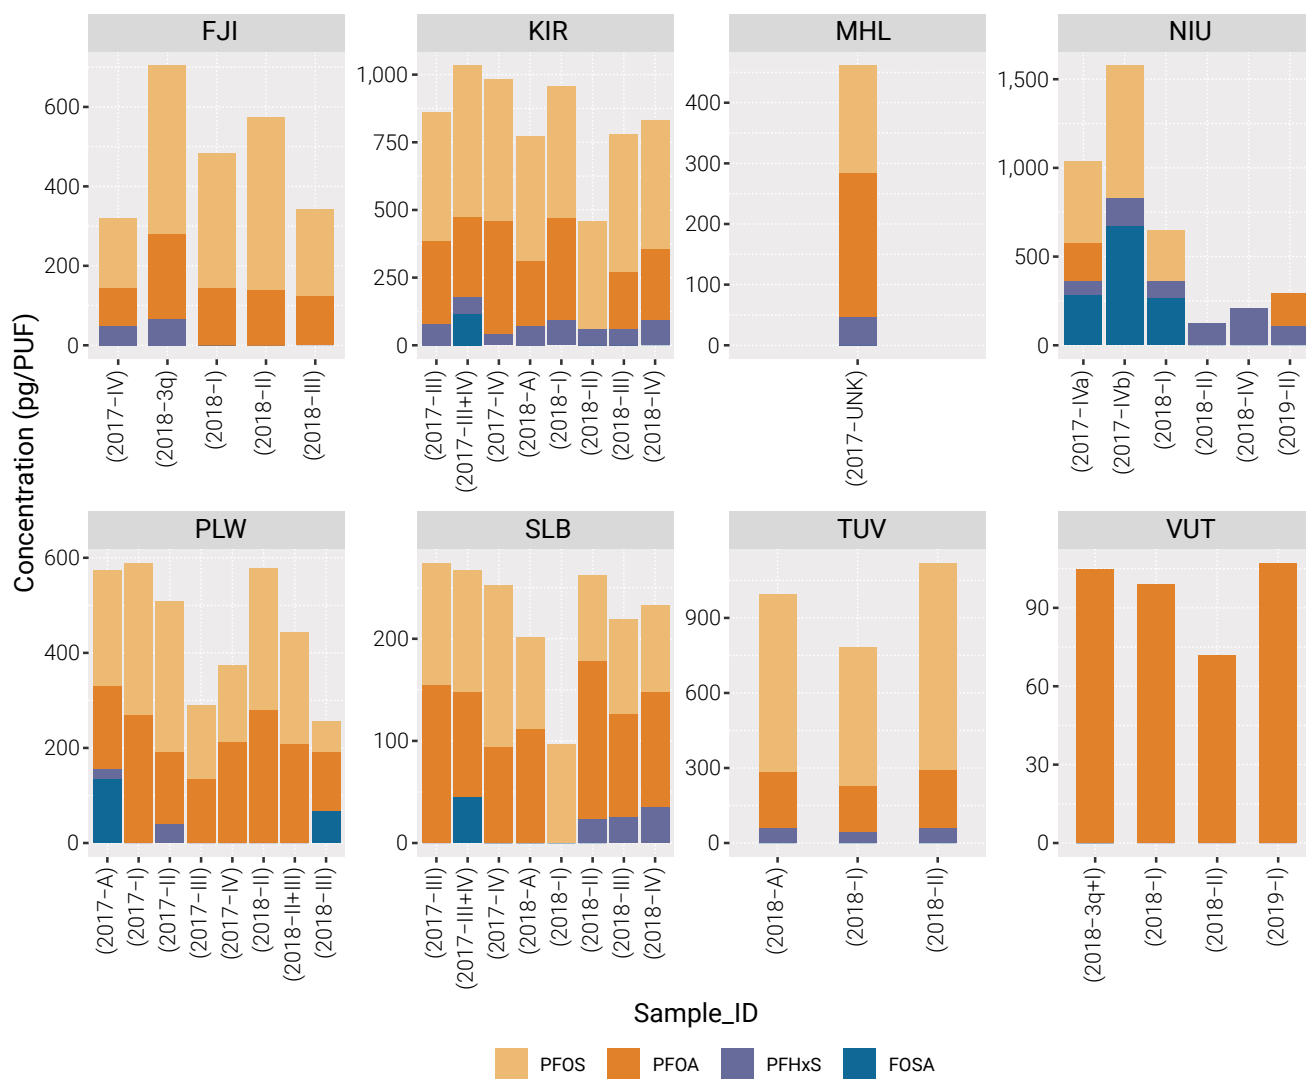 FJI KIR MHL NIU
Concentration (pg/PUF)
600
400
200
0
(2017−IV) (2018−3q) (2018−I) (2018−II) (2018−III)
1,000
750
500
250
0
(2017−III) (2017−III+IV) (2017−IV) (2018−A) (2018−I) (2018−II) (2018−III) (2018−IV)
400
300
200
100
0
(2017−UNK)
1,500
1,000
500
0
(2017−IVa) (2017−IVb) (2018−I) (2018−II) (2018−IV) (2019−II)
PLW SLB TUV VUT
600
400
200
0
(2017−A) (2017−I) (2017−II) (2017−III) (2017−IV) (2018−II) (2018−II+III) (2018−III)
200
100
0
(2017−III) (2017−III+IV) (2017−IV) (2018−A) (2018−I) (2018−II) (2018−III) (2018−IV)
900
600
300
0
(2018−A) (2018−I) (2018−II)
90
60
30
0
(2018−3q+I) (2018−I) (2018−II) (2019−I)
Sample_ID
PFOS PFOA PFHxS FOSA